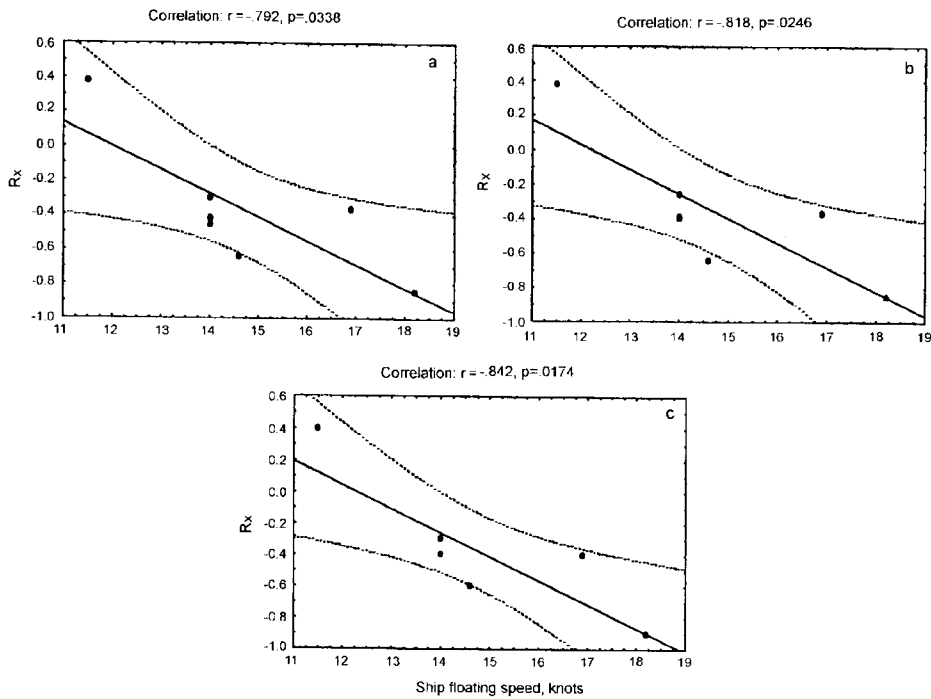 Correlation: r = -.792, p=.0338
a
Rx
0.6
0.4
0.2
0.0
-0.2
-0.4
-0.6
-0.8
-1.0
11 12 13 14 15 16 17 18 19
Correlation: r = -.818, p=.0246
b
Rx
0.6
0.4
0.2
0.0
-0.2
-0.4
-0.6
-0.8
-1.0
11 12 13 14 15 16 17 18 19
Correlation: r = -.842, p=.0174
c
Rx
0.6
0.4
0.2
0.0
-0.2
-0.4
-0.6
-0.8
-1.0
11 12 13 14 15 16 17 18 19
Ship floating speed, knots